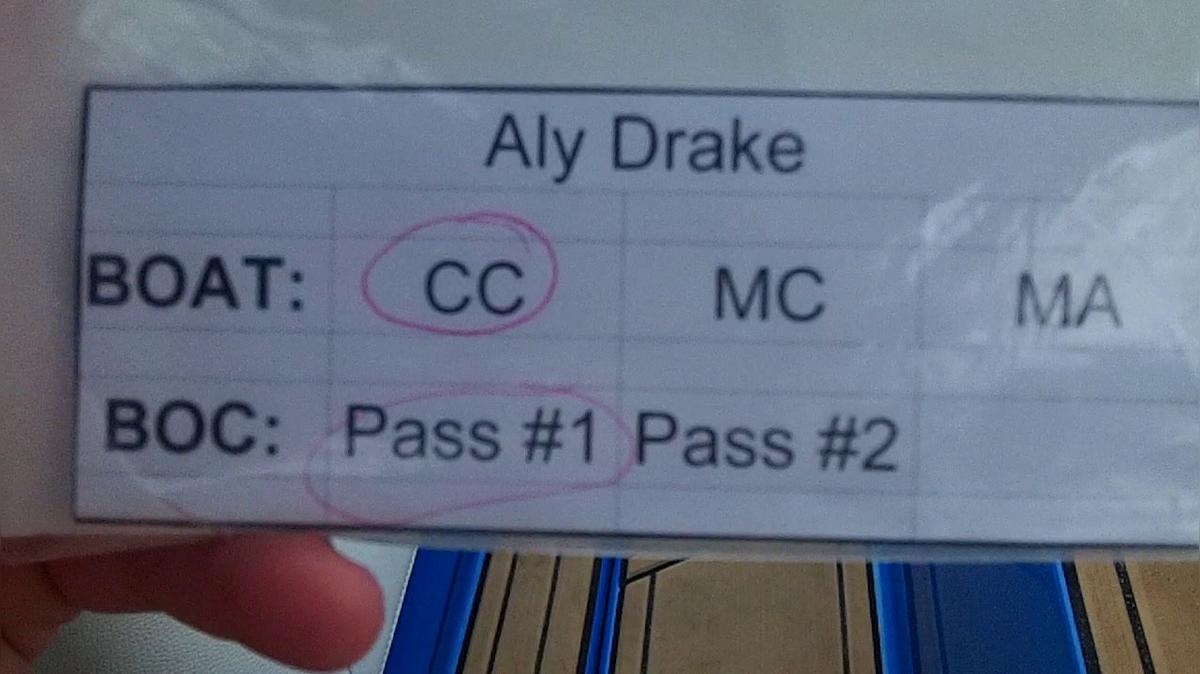 Aly Drake
BOAT: CC MC MA
BOC: Pass #1 Pass #2